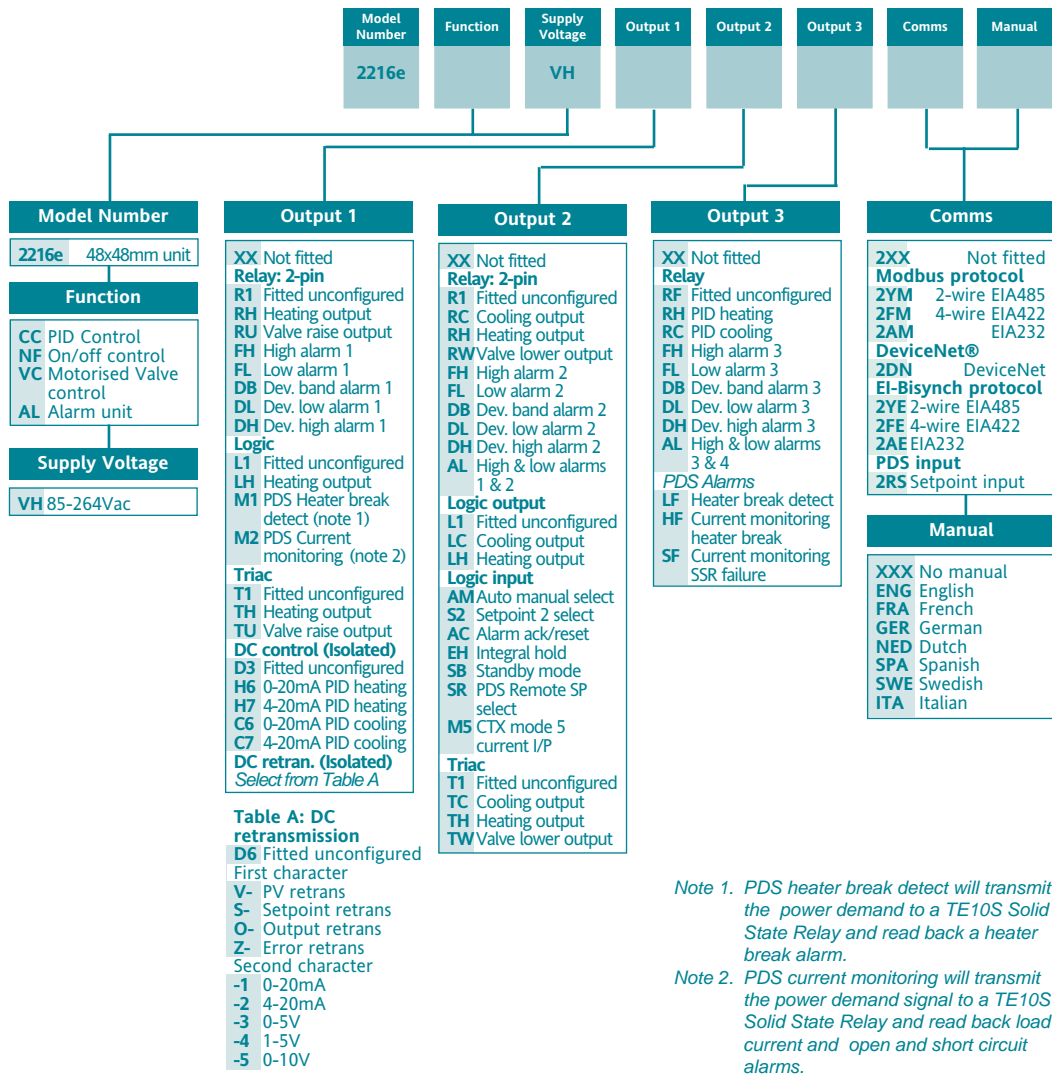 Model Number
Function
Supply Voltage
Output 1
Output 2
Output 3
Comms
Manual
2216e
VH
Model Number
2216e 48x48mm unit
Function
CC PID Control
NF On/off control
VC Motorised Valve
control
AL Alarm unit
Supply Voltage
VH 85-264Vac
Output 1
XX Not fitted
Relay: 2-pin
R1 Fitted unconfigured
RH Heating output
RU Valve raise output
FH High alarm 1
FL Low alarm 1
DB Dev. band alarm 1
DL Dev. low alarm 1
DH Dev. high alarm 1
Logic
L1 Fitted unconfigured
LH Heating output
M1 PDS Heater break
detect (note 1)
M2 PDS Current
monitoring (note 2)
Triac
T1 Fitted unconfigured
TH Heating output
TU Valve raise output
DC control (Isolated)
D3 Fitted unconfigured
H6 0-20mA PID heating
H7 4-20mA PID heating
C6 0-20mA PID cooling
C7 4-20mA PID cooling
DC retran. (Isolated)
Select from Table A
Table A: DC
retransmission
D6 Fitted unconfigured
First character
V- PV retrans
S- Setpoint retrans
O- Output retrans
Z- Error retrans
Second character
-1 0-20mA
-2 4-20mA
-3 0-5V
-4 1-5V
-5 0-10V
Output 2
XX Not fitted
Relay: 2-pin
R1 Fitted unconfigured
RC Cooling output
RH Heating output
RW Valve lower output
FH High alarm 2
FL Low alarm 2
DB Dev. band alarm 2
DL Dev. low alarm 2
DH Dev. high alarm 2
AL High & low alarms
1 & 2
Logic output
L1 Fitted unconfigured
LC Cooling output
LH Heating output
Logic input
AM Auto manual select
S2 Setpoint 2 select
AC Alarm ack/reset
EH Integral hold
SB Standby mode
SR PDS Remote SP
select
M5 CTX mode 5
current I/P
Triac
T1 Fitted unconfigured
TC Cooling output
TH Heating output
TW Valve lower output
Output 3
XX Not fitted
Relay
RF Fitted unconfigured
RH PID heating
RC PID cooling
FH High alarm 3
FL Low alarm 3
DB Dev. band alarm 3
DL Dev. low alarm 3
DH Dev. high alarm 3
AL High & low alarms
3 & 4
PDS Alarms
LF Heater break detect
HF Current monitoring
heater break
SF Current monitoring
SSR failure
Comms
2XX Not fitted
Modbus protocol
2YM 2-wire EIA485
2FM 4-wire EIA422
2AM EIA232
DeviceNet®
2DN DeviceNet
EI-Bisynch protocol
2YE 2-wire EIA485
2FE 4-wire EIA422
2AE EIA232
PDS input
2RS Setpoint input
Manual
XXX No manual
ENG English
FRA French
GER German
NED Dutch
SPA Spanish
SWE Swedish
ITA Italian
Note 1. PDS heater break detect will transmit
the power demand to a TE10S Solid
State Relay and read back a heater
break alarm.
Note 2. PDS current monitoring will transmit
the power demand signal to a TE10S
Solid State Relay and read back load
current and open and short circuit
alarms.